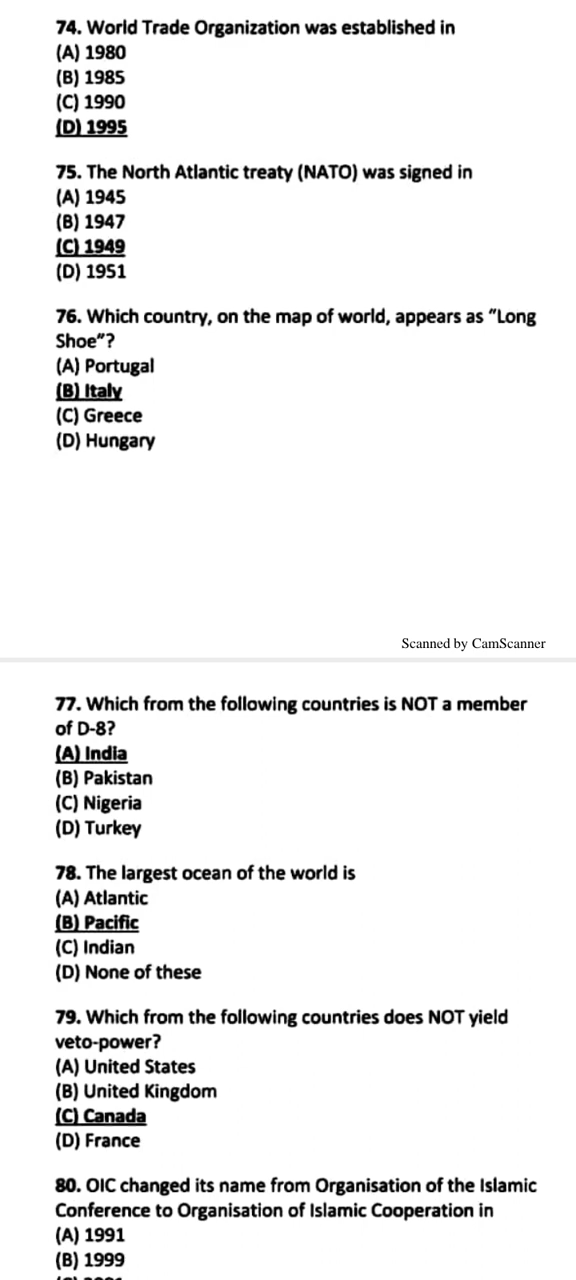 74. World Trade Organization was established in
(A) 1980
(B) 1985
(C) 1990
(D) 1995
75. The North Atlantic treaty (NATO) was signed in
(A) 1945
(B) 1947
(C) 1949
(D) 1951
76. Which country, on the map of world, appears as "Long
Shoe"?
(A) Portugal
(B) Italy
(C) Greece
(D) Hungary
Scanned by CamScanner
77. Which from the following countries is NOT a member
of D-8?
(A) India
(B) Pakistan
(C) Nigeria
(D) Turkey
78. The largest ocean of the world is
(A) Atlantic
(B) Pacific
(C) Indian
(D) None of these
79. Which from the following countries does NOT yield
veto-power?
(A) United States
(B) United Kingdom
(C) Canada
(D) France
80. OIC changed its name from Organisation of the Islamic
Conference to Organisation of Islamic Cooperation in
(A) 1991
(B) 1999